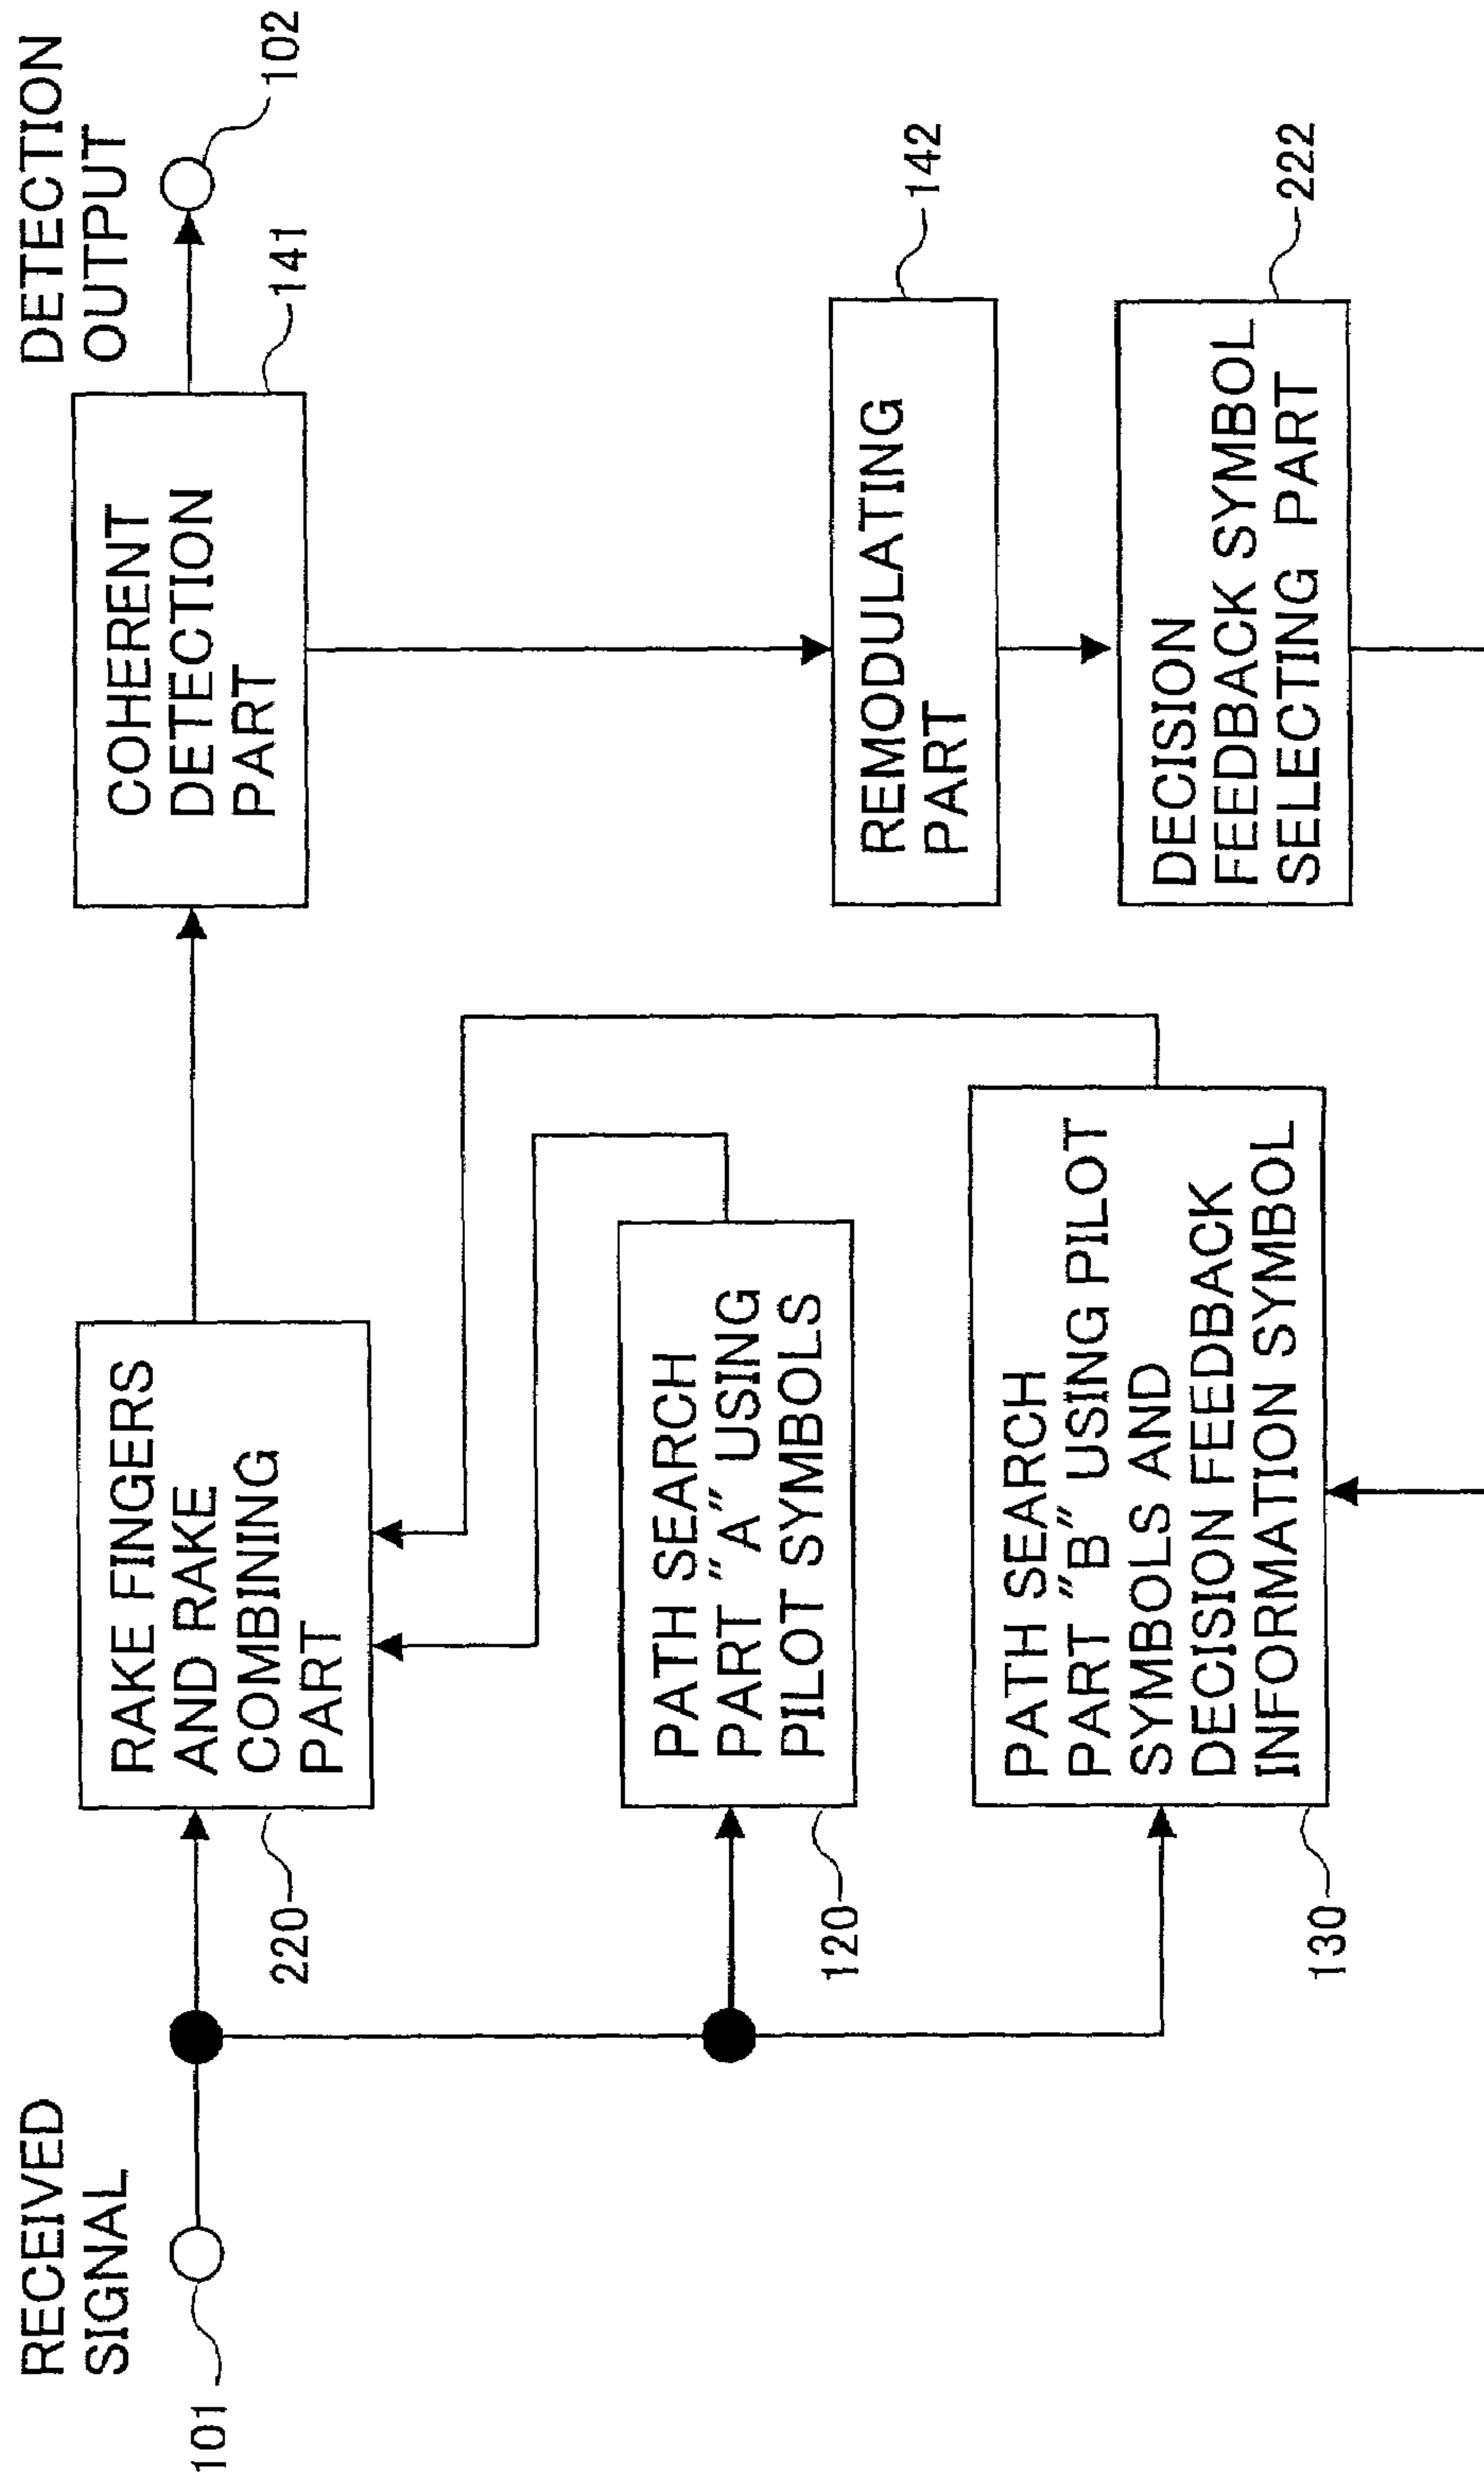 RECEIVED
SIGNAL
101
RAKE FINGERS
AND RAKE
COMBINING
PART
220
COHERENT
DETECTION
PART
141
DETECTION
OUTPUT
102
PATH SEARCH
PART "A" USING
PILOT SYMBOLS
120
REMODULATING
PART
142
PATH SEARCH
PART "B" USING PILOT
SYMBOLS AND
DECISION FEEDBACK
INFORMATION SYMBOL
130
DECISION
FEEDBACK SYMBOL
SELECTING PART
222